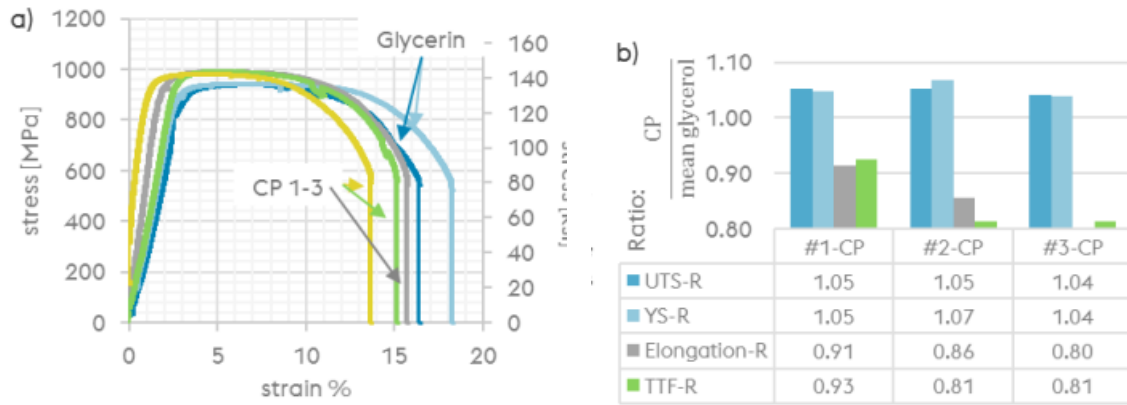 a)
1200
1000
800
600
400
200
0
stress [MPa]
Glycerin
CP 1-3
160
140
120
100
80
60
40
20
0
0 5 10 15 20
strain %
b)
Ratio: CP
mean glycerol
1.10
1.00
0.90
0.80
#1-CP #2-CP #3-CP
UTS-R 1.05 1.05 1.04
YS-R 1.05 1.07 1.04
Elongation-R 0.91 0.86 0.80
TTF-R 0.93 0.81 0.81